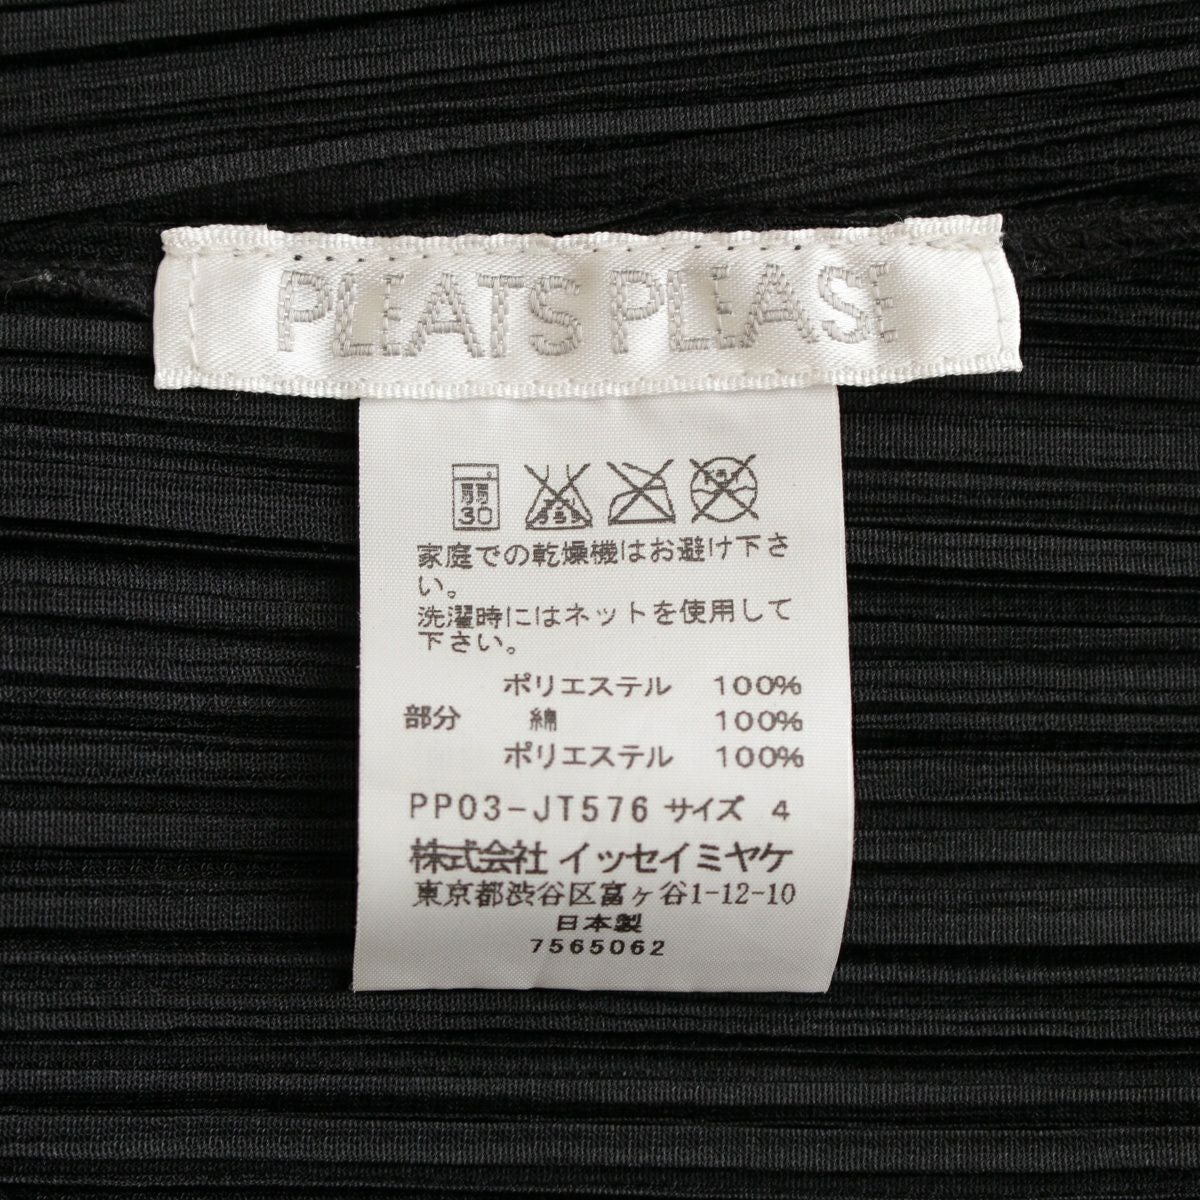 PLEATS PLEASE
弱
30
家庭での乾燥機はお避け下さ
い。
洗濯時にはネットを使用して
下さい。
ポリエステル 100%
部分 綿 100%
ポリエステル 100%
PP03-JT576 サイズ 4
株式会社 イッセイミヤケ
東京都渋谷区富ヶ谷1-12-10
日本製
7565062